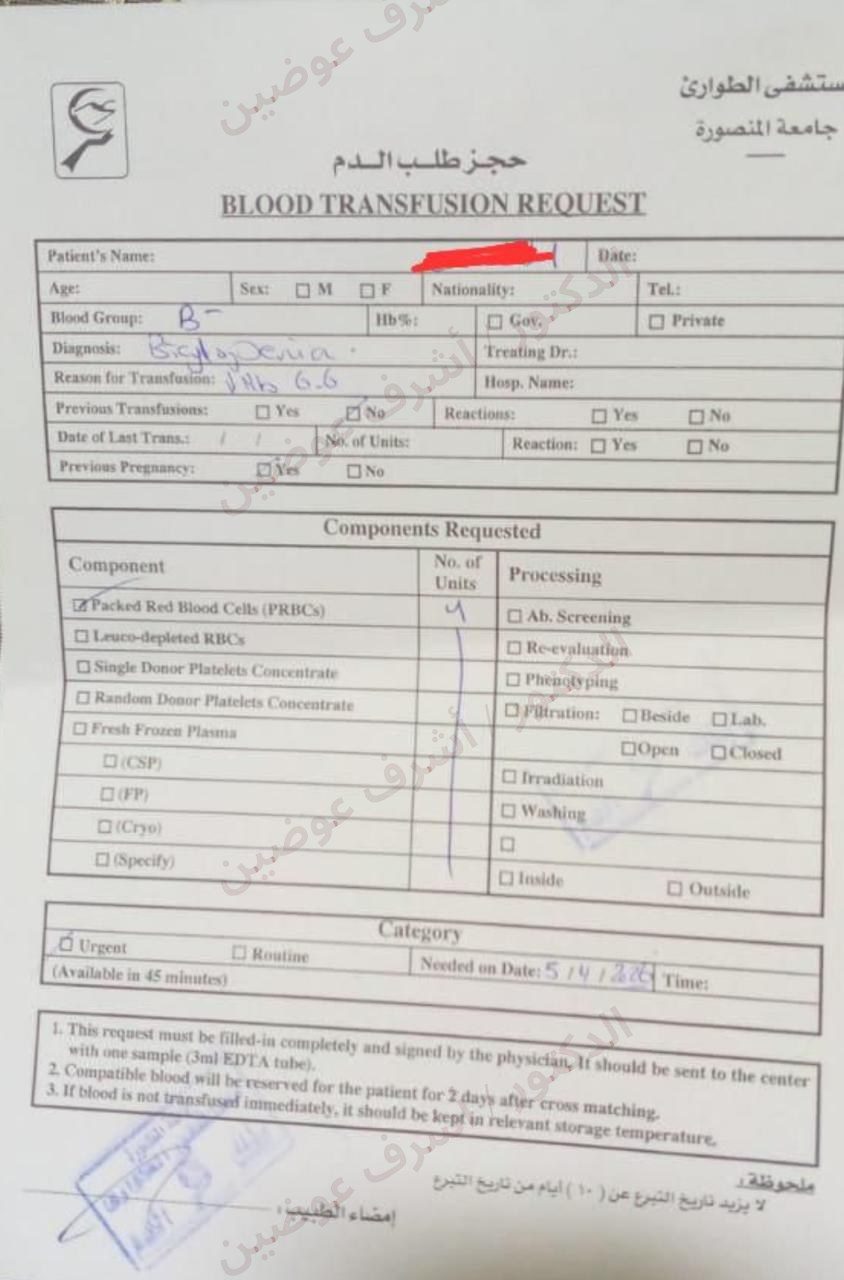 مستشفى الطوارئ
جامعة المنصورة
حجز طلب الدم
BLOOD TRANSFUSION REQUEST
Patient's Name: Date:
Age: Sex: ☐ M ☐ F Nationality: Tel.:
Blood Group: B- Hb%: ☐ Gov. ☐ Private
Diagnosis: Treating Dr.:
Reason for Transfusion: ↓Hb 6.6 Hosp. Name:
Previous Transfusions: ☐ Yes ☑ No Reactions: ☐ Yes ☐ No
Date of Last Trans.: / / No. of Units: Reaction: ☐ Yes ☐ No
Previous Pregnancy: ☑ Yes ☐ No
Components Requested
Component No. of Units Processing
☑ Packed Red Blood Cells (PRBCs) ☐ Ab. Screening
☐ Leuco-depleted RBCs ☐ Re-evaluation
☐ Single Donor Platelets Concentrate ☐ Phenotyping
☐ Random Donor Platelets Concentrate ☐ Filtration: ☐ Beside ☐ Lab.
☐ Fresh Frozen Plasma ☐ Open ☐ Closed
☐ (CSP) ☐ Irradiation
☐ (FP) ☐ Washing
☐ (Cryo) ☐
☐ (Specify) ☐ Inside ☐ Outside
Category
☑ Urgent ☐ Routine Needed on Date: 5 / 4 / 2026 Time:
(Available in 45 minutes)
1. This request must be filled-in completely and signed by the physician. It should be sent to the center
with one sample (3ml EDTA tube).
2. Compatible blood will be reserved for the patient for 2 days after cross matching.
3. If blood is not transfused immediately, it should be kept in relevant storage temperature.
ملحوظة:
لا يزيد تاريخ التبرع عن (١٠) أيام من تاريخ التبرع
إمضاء الطبيب:
الدكتور / أشرف عوضين